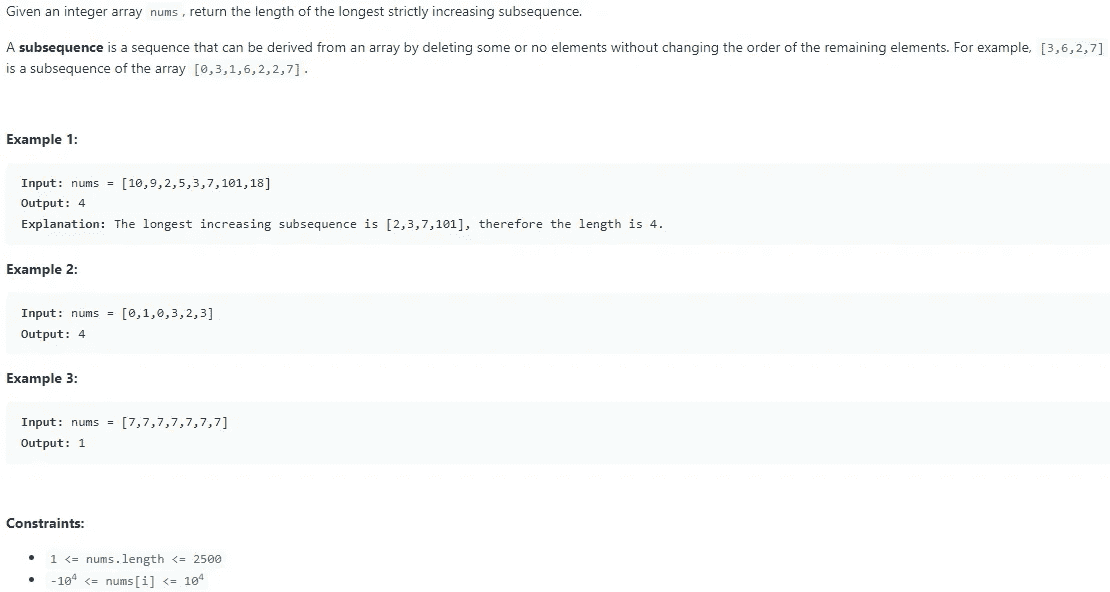 Given an integer array nums , return the length of the longest strictly increasing subsequence.
A subsequence is a sequence that can be derived from an array by deleting some or no elements without changing the order of the remaining elements. For example, [3,6,2,7]
is a subsequence of the array [0,3,1,6,2,2,7] .
Example 1:
Input: nums = [10,9,2,5,3,7,101,18]
Output: 4
Explanation: The longest increasing subsequence is [2,3,7,101], therefore the length is 4.
Example 2:
Input: nums = [0,1,0,3,2,3]
Output: 4
Example 3:
Input: nums = [7,7,7,7,7,7,7]
Output: 1
Constraints:
• 1 <= nums.length <= 2500
• -10⁴ <= nums[i] <= 10⁴